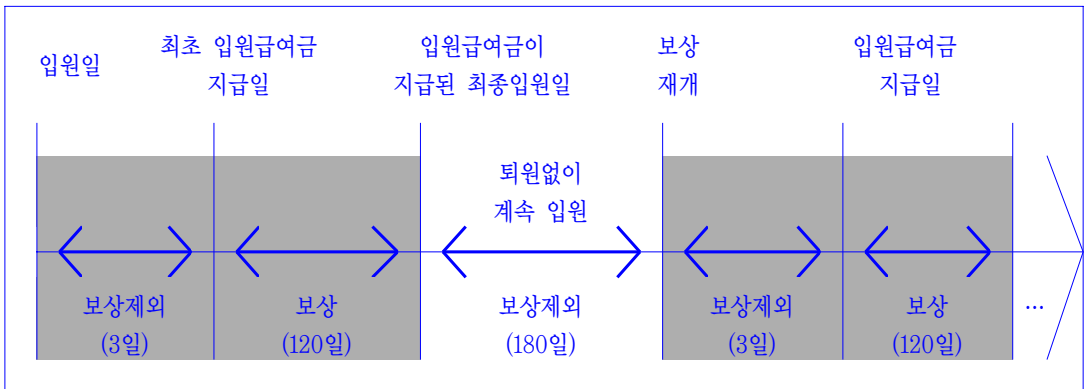 입원일
최초 입원급여금
지급일
입원급여금이
지급된 최종입원일
보상
재개
입원급여금
지급일
퇴원없이
계속 입원
보상제외
(3일)
보상
(120일)
보상제외
(180일)
보상제외
(3일)
보상
(120일)
…